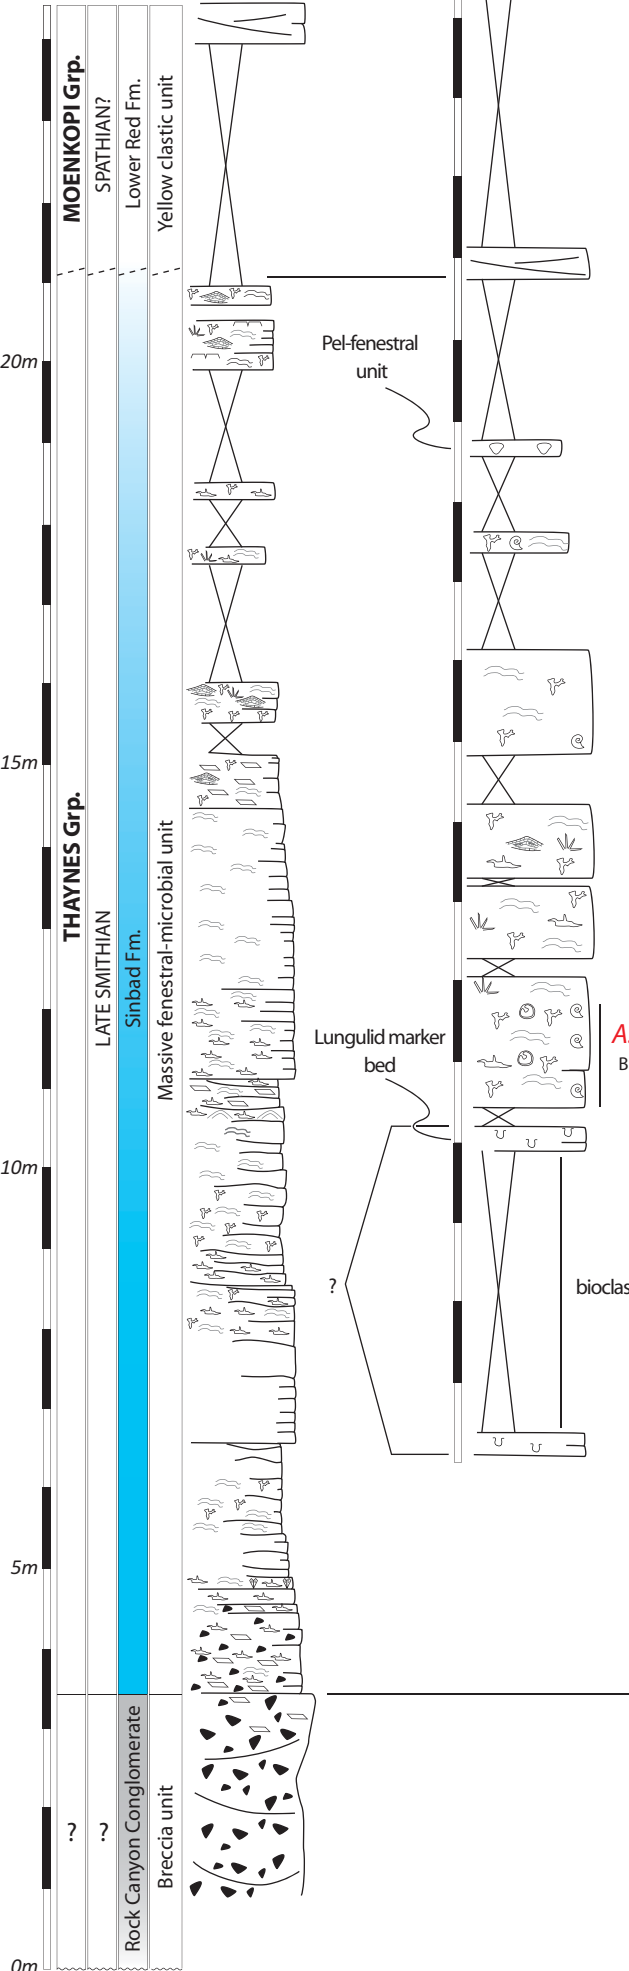 MOENKOPI Grp.
SPATHIAN?
Lower Red Fm.
Yellow clastic unit
20m
Pel-fenestral
unit
15m
THAYNES Grp.
LATE SMITHIAN
Sinbad Fm.
Massive fenestral-microbial unit
Lungulid marker
bed
A.
B
10m
?
bioclas
5m
?
?
Rock Canyon Conglomerate
Breccia unit
0m